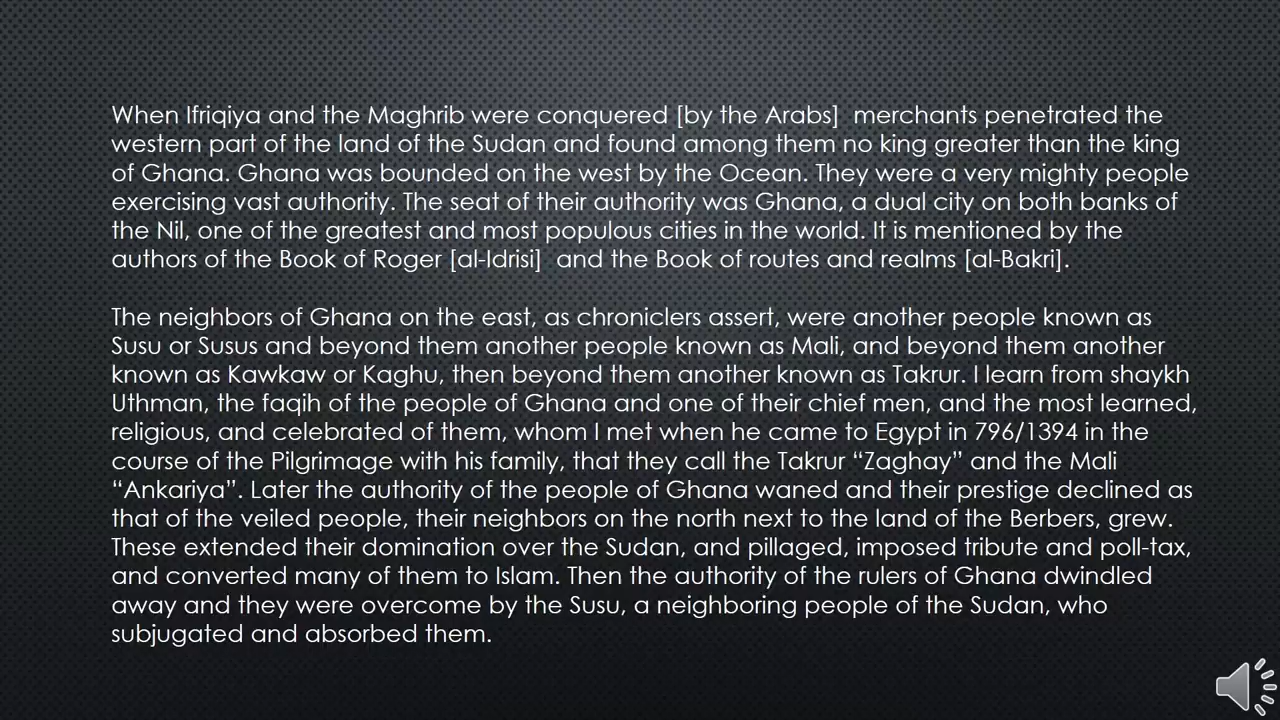 When Ifriqiya and the Maghrib were conquered [by the Arabs]  merchants penetrated the
western part of the land of the Sudan and found among them no king greater than the king
of Ghana. Ghana was bounded on the west by the Ocean. They were a very mighty people
exercising vast authority. The seat of their authority was Ghana, a dual city on both banks of
the Nil, one of the greatest and most populous cities in the world. It is mentioned by the
authors of the Book of Roger [al-Idrisi]  and the Book of routes and realms [al-Bakri].

The neighbors of Ghana on the east, as chroniclers assert, were another people known as
Susu or Susus and beyond them another people known as Mali, and beyond them another
known as Kawkaw or Kaghu, then beyond them another known as Takrur. I learn from shaykh
Uthman, the faqih of the people of Ghana and one of their chief men, and the most learned,
religious, and celebrated of them, whom I met when he came to Egypt in 796/1394 in the
course of the Pilgrimage with his family, that they call the Takrur “Zaghay” and the Mali
“Ankariya”. Later the authority of the people of Ghana waned and their prestige declined as
that of the veiled people, their neighbors on the north next to the land of the Berbers, grew.
These extended their domination over the Sudan, and pillaged, imposed tribute and poll-tax,
and converted many of them to Islam. Then the authority of the rulers of Ghana dwindled
away and they were overcome by the Susu, a neighboring people of the Sudan, who
subjugated and absorbed them.